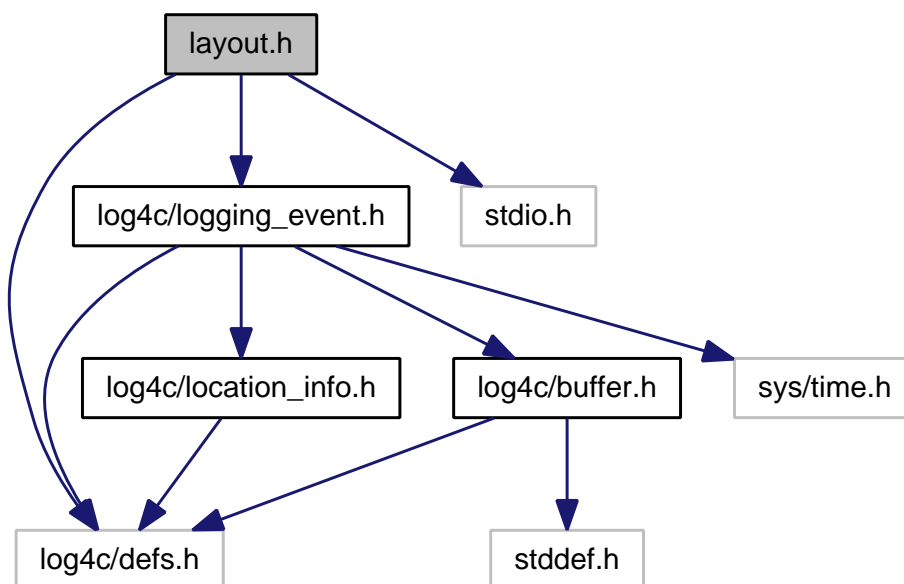 layout.h
log4c/logging_event.h
stdio.h
log4c/location_info.h
log4c/buffer.h
sys/time.h
log4c/defs.h
stddef.h